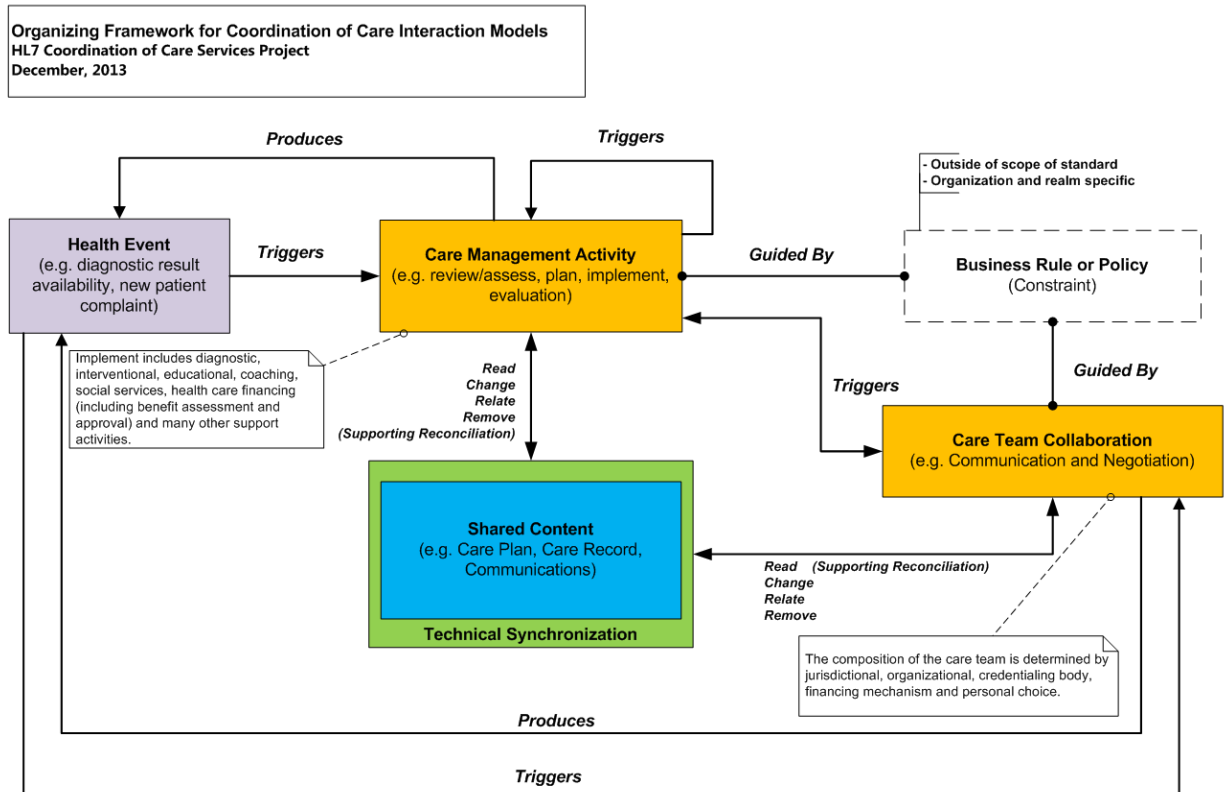 Organizing Framework for Coordination of Care Interaction Models
HL7 Coordination of Care Services Project
December, 2013
Produces
Triggers
- Outside of scope of standard
- Organization and realm specific
Health Event
(e.g. diagnostic result
availability, new patient
complaint)
Triggers
Care Management Activity
(e.g. review/assess, plan, implement,
evaluation)
Guided By
Business Rule or Policy
(Constraint)
Implement includes diagnostic,
interventional, educational, coaching,
social services, health care financing
(including benefit assessment and
approval) and many other support
activities.
Read
Change
Relate
Remove
(Supporting Reconciliation)
Triggers
Guided By
Care Team Collaboration
(e.g. Communication and Negotiation)
Shared Content
(e.g. Care Plan, Care Record,
Communications)
Technical Synchronization
Read (Supporting Reconciliation)
Change
Relate
Remove
The composition of the care team is determined by
jurisdictional, organizational, credentialing body,
financing mechanism and personal choice.
Produces
Triggers